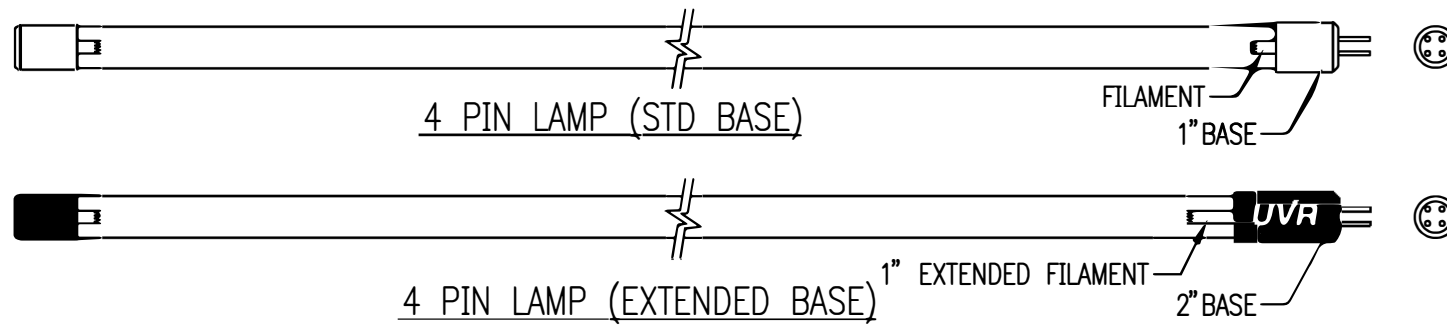 FILAMENT
1" BASE
4 PIN LAMP (STD BASE)
UVR
1" EXTENDED FILAMENT
2" BASE
4 PIN LAMP (EXTENDED BASE)